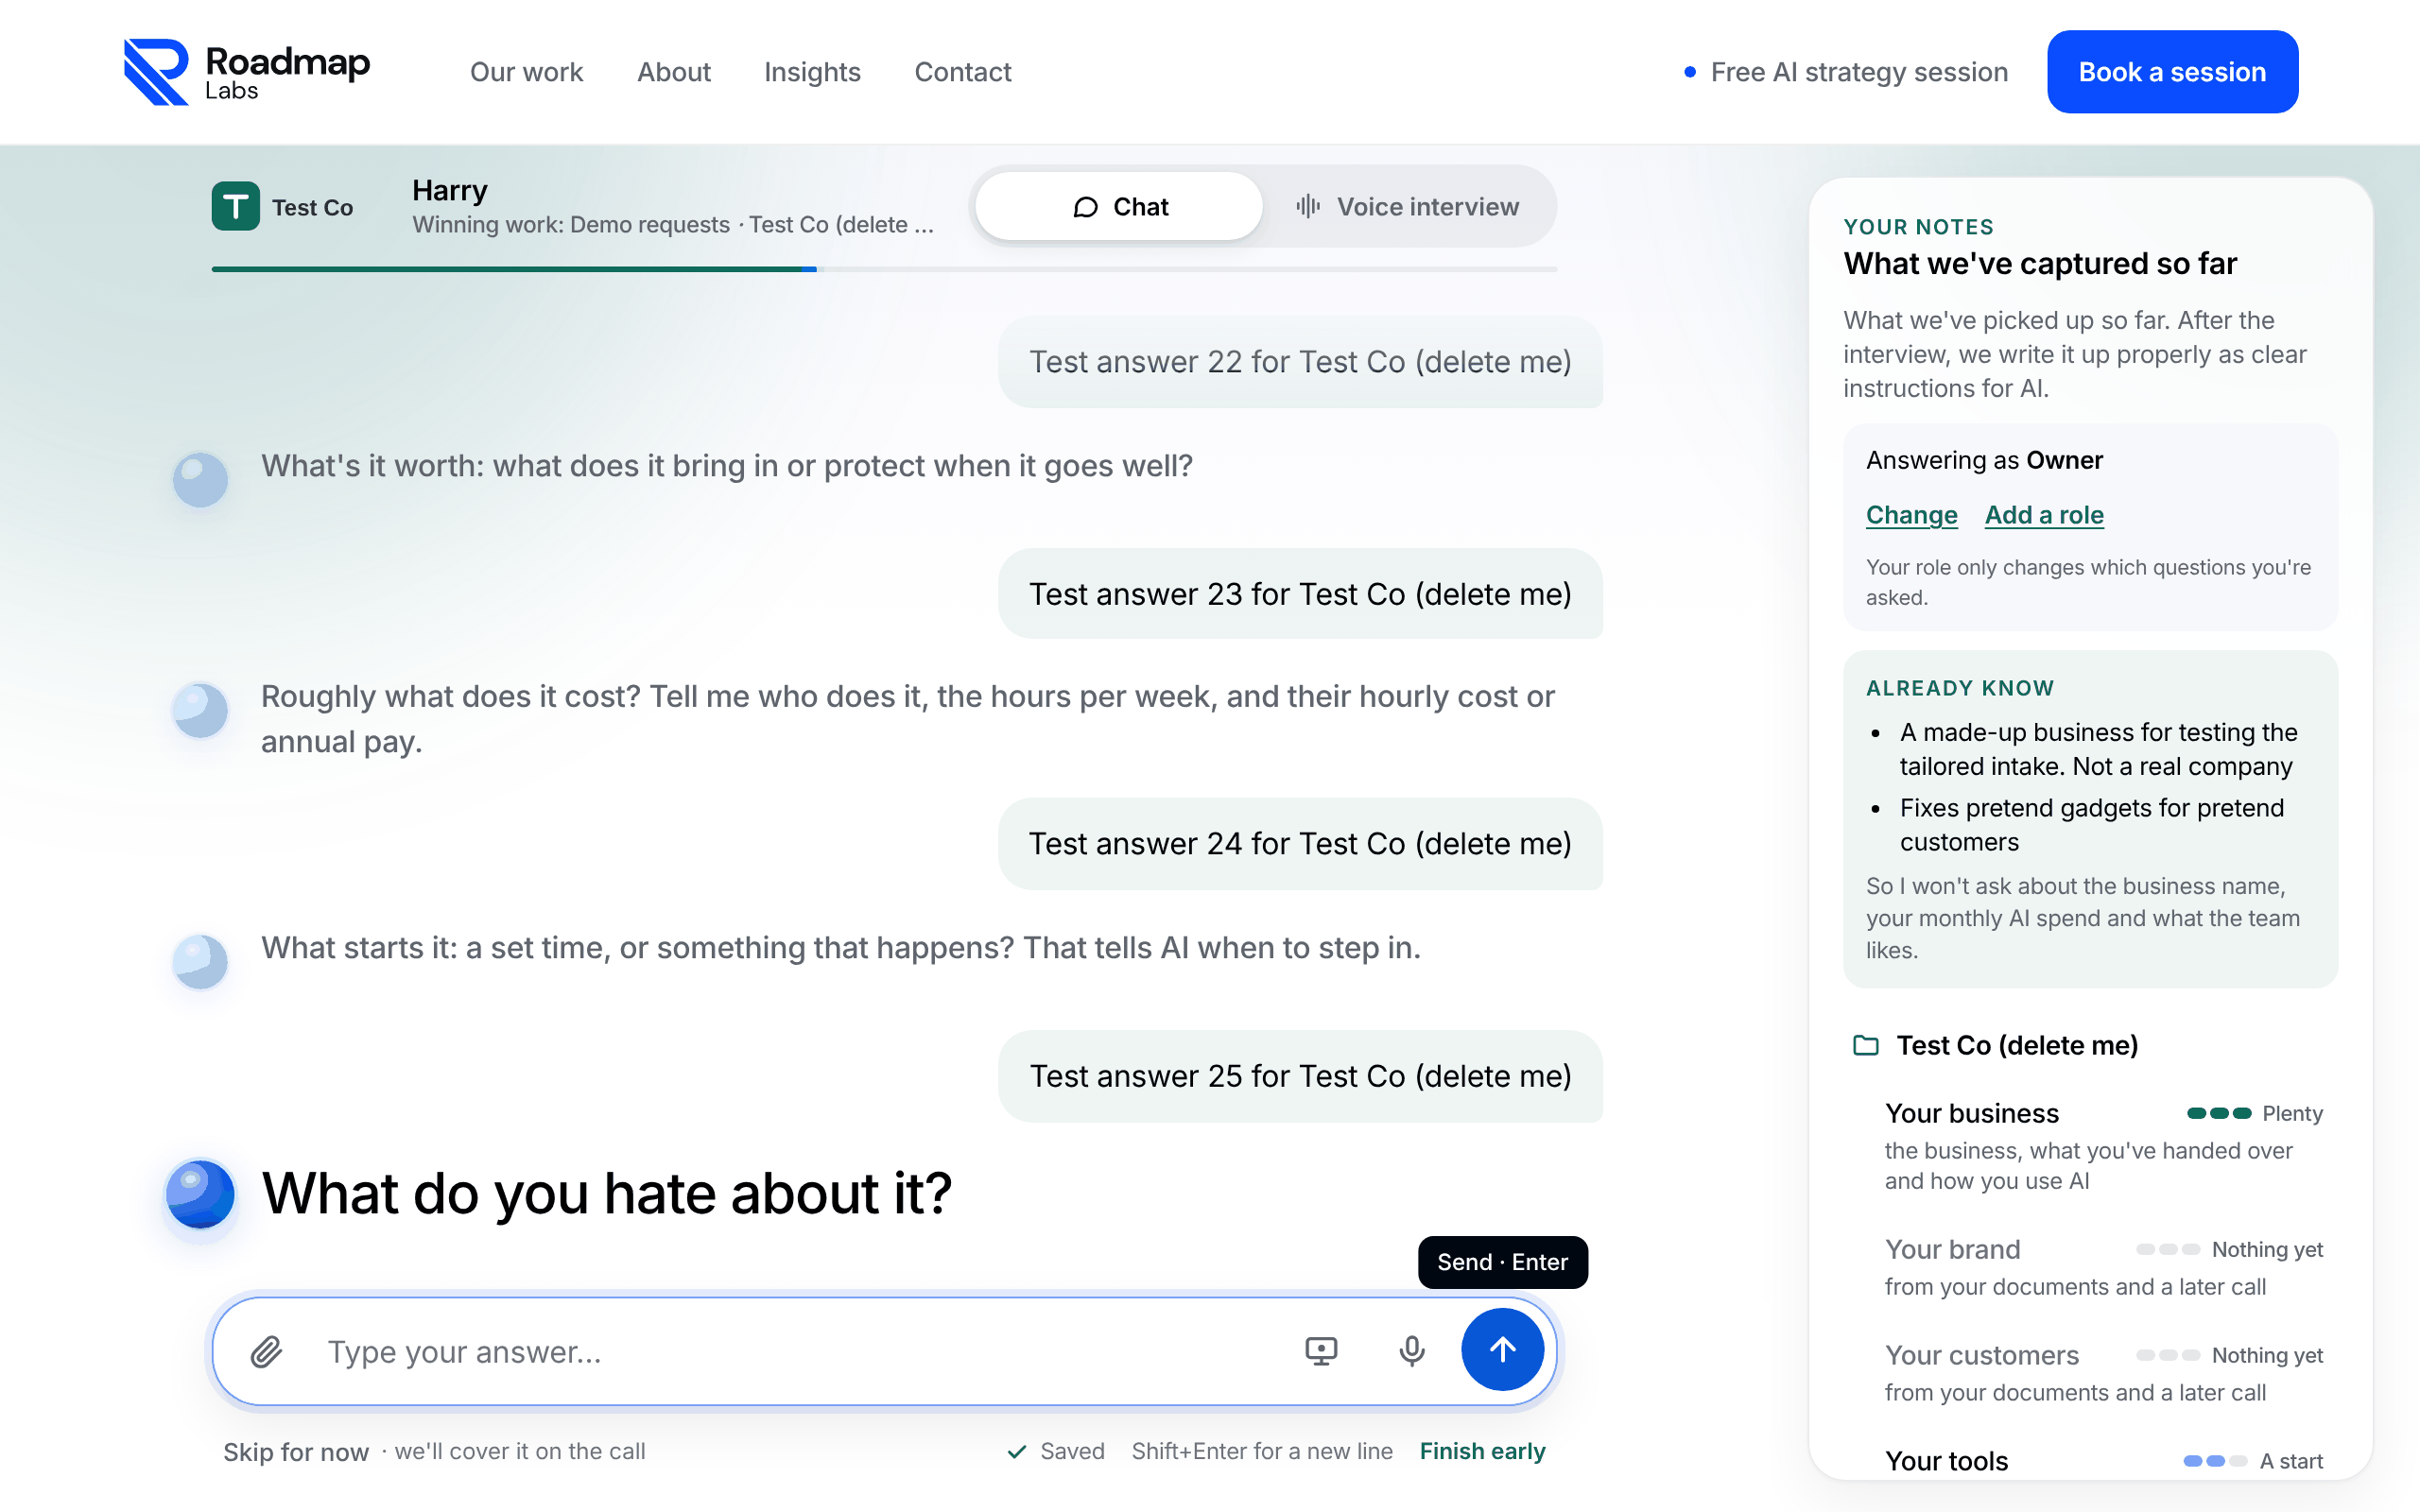 Roadmap
Labs
Our work
About
Insights
Contact
Free AI strategy session
Book a session
T
Test Co
Harry
Winning work: Demo requests · Test Co (delete ...
Chat
Voice interview
Test answer 22 for Test Co (delete me)
What's it worth: what does it bring in or protect when it goes well?
Test answer 23 for Test Co (delete me)
Roughly what does it cost? Tell me who does it, the hours per week, and their hourly cost or
annual pay.
Test answer 24 for Test Co (delete me)
What starts it: a set time, or something that happens? That tells AI when to step in.
Test answer 25 for Test Co (delete me)
What do you hate about it?
Send · Enter
Type your answer...
Skip for now · we'll cover it on the call
Saved
Shift+Enter for a new line
Finish early
YOUR NOTES
What we've captured so far
What we've picked up so far. After the
interview, we write it up properly as clear
instructions for AI.
Answering as Owner
Change
Add a role
Your role only changes which questions you're
asked.
ALREADY KNOW
• A made-up business for testing the
tailored intake. Not a real company
• Fixes pretend gadgets for pretend
customers
So I won't ask about the business name,
your monthly AI spend and what the team
likes.
Test Co (delete me)
Your business
Plenty
the business, what you've handed over
and how you use AI
Your brand
Nothing yet
from your documents and a later call
Your customers
Nothing yet
from your documents and a later call
Your tools
A start